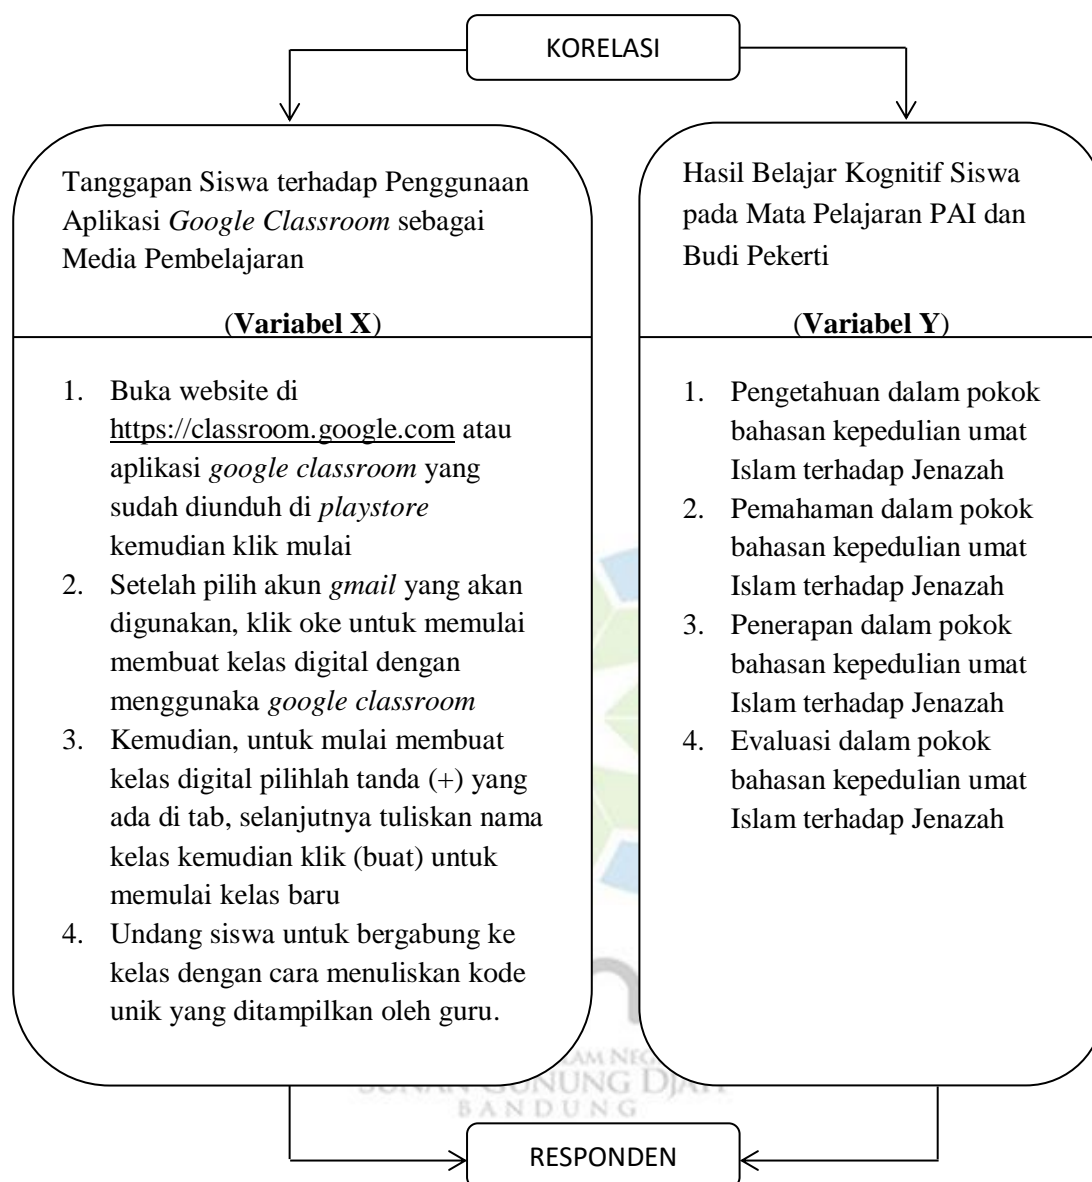 KORELASI
Tanggapan Siswa terhadap Penggunaan
Aplikasi Google Classroom sebagai
Media Pembelajaran
(Variabel X)
1. Buka website di
https://classroom.google.com atau
aplikasi google classroom yang
sudah diunduh di playstore
kemudian klik mulai
2. Setelah pilih akun gmail yang akan
digunakan, klik oke untuk memulai
membuat kelas digital dengan
menggunaka google classroom
3. Kemudian, untuk mulai membuat
kelas digital pilihlah tanda (+) yang
ada di tab, selanjutnya tuliskan nama
kelas kemudian klik (buat) untuk
memulai kelas baru
4. Undang siswa untuk bergabung ke
kelas dengan cara menuliskan kode
unik yang ditampilkan oleh guru.
Hasil Belajar Kognitif Siswa
pada Mata Pelajaran PAI dan
Budi Pekerti
(Variabel Y)
1. Pengetahuan dalam pokok
bahasan kepedulian umat
Islam terhadap Jenazah
2. Pemahaman dalam pokok
bahasan kepedulian umat
Islam terhadap Jenazah
3. Penerapan dalam pokok
bahasan kepedulian umat
Islam terhadap Jenazah
4. Evaluasi dalam pokok
bahasan kepedulian umat
Islam terhadap Jenazah
BANDUNG
RESPONDEN